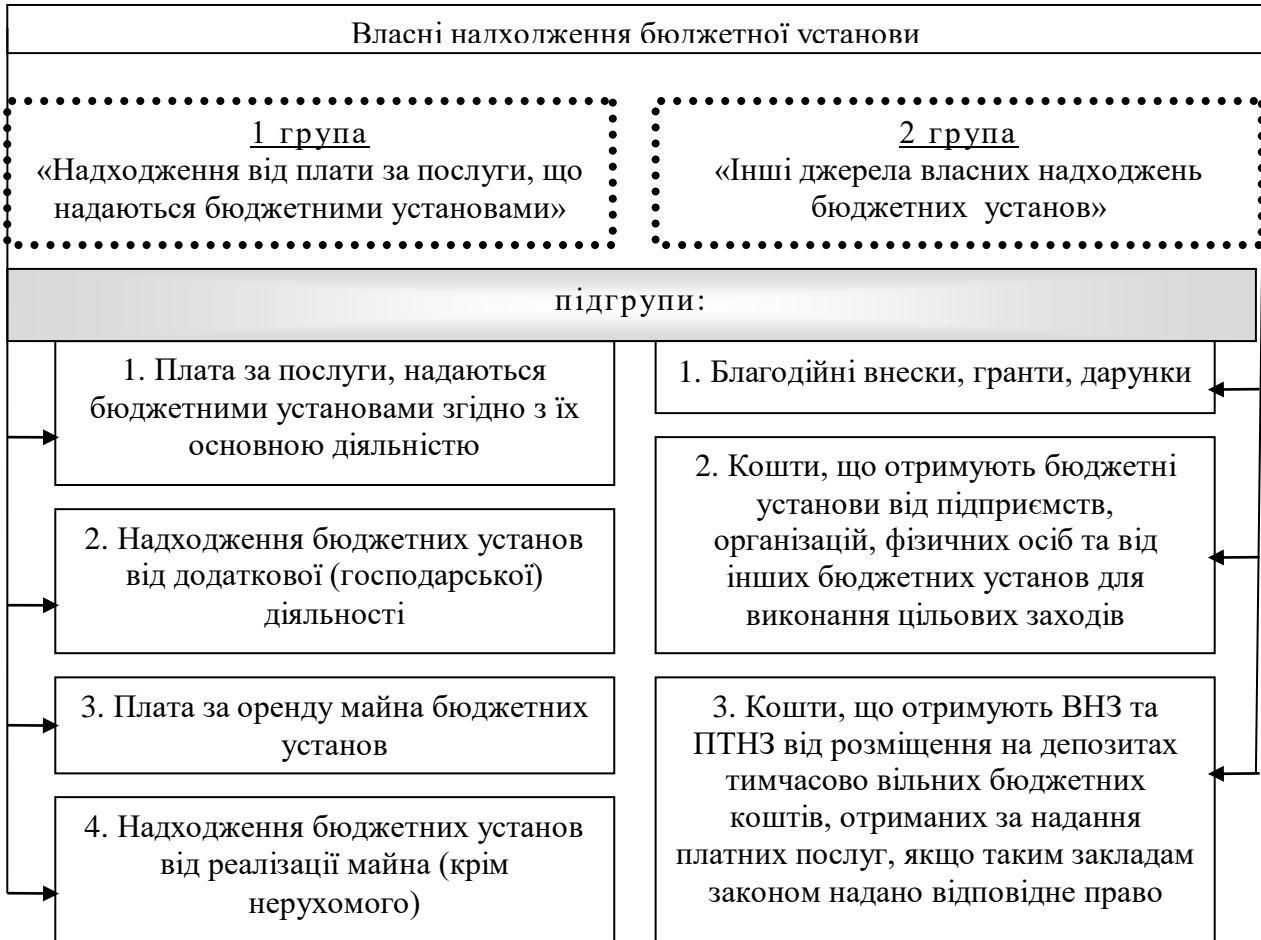 Власні надходження бюджетної установи
1 група
«Надходження від плати за послуги, що
надаються бюджетними установами»
2 група
«Інші джерела власних надходжень
бюджетних установ»
підгрупи:
1. Плата за послуги, надаються
бюджетними установами згідно з їх
основною діяльністю
2. Надходження бюджетних установ
від додаткової (господарської)
діяльності
3. Плата за оренду майна бюджетних
установ
4. Надходження бюджетних установ
від реалізації майна (крім
нерухомого)
1. Благодійні внески, гранти, дарунки
2. Кошти, що отримують бюджетні
установи від підприємств,
організацій, фізичних осіб та від
інших бюджетних установ для
виконання цільових заходів
3. Кошти, що отримують ВНЗ та
ПТНЗ від розміщення на депозитах
тимчасово вільних бюджетних
коштів, отриманих за надання
платних послуг, якщо таким закладам
законом надано відповідне право